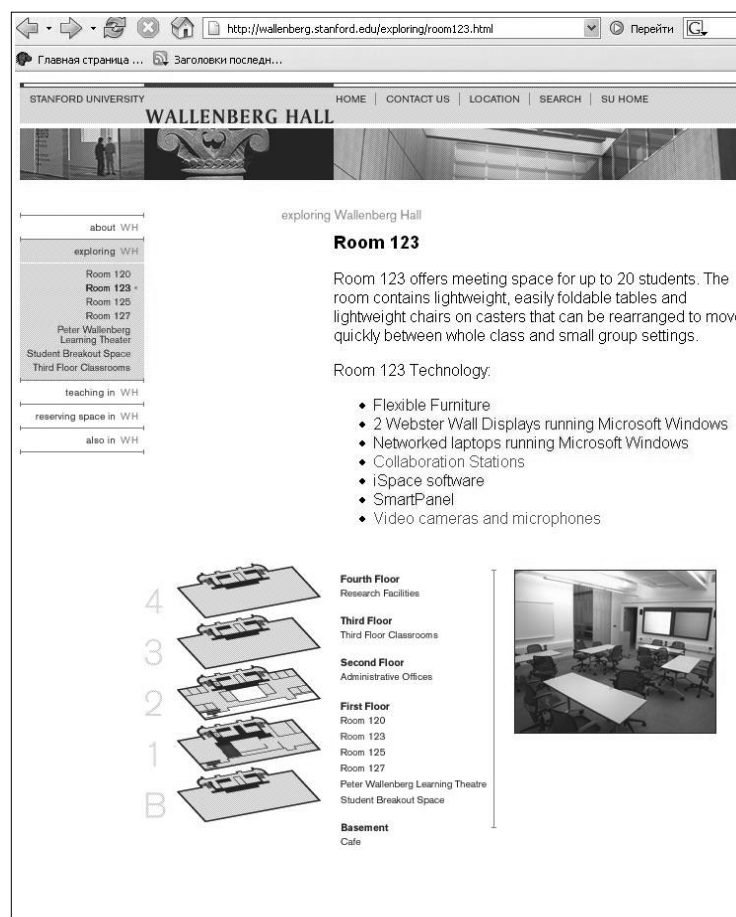 http://wallenberg.stanford.edu/exploring/room123.html
Перейти
G
Главная страница ...
Заголовки последн...
STANFORD UNIVERSITY
WALLENBERG HALL
HOME | CONTACT US | LOCATION | SEARCH | SU HOME
about WH
exploring WH
Room 120
Room 123
Room 125
Room 127
Peter Wallenberg
Learning Theater
Student Breakout Space
Third Floor Classrooms
teaching in WH
reserving space in WH
also in WH
exploring Wallenberg Hall
Room 123
Room 123 offers meeting space for up to 20 students. The
room contains lightweight, easily foldable tables and
lightweight chairs on casters that can be rearranged to move
quickly between whole class and small group settings.
Room 123 Technology:
Flexible Furniture
2 Webster Wall Displays running Microsoft Windows
Networked laptops running Microsoft Windows
Collaboration Stations
iSpace software
SmartPanel
Video cameras and microphones
4
3
2
1
B
Fourth Floor
Research Facilities
Third Floor
Third Floor Classrooms
Second Floor
Administrative Offices
First Floor
Room 120
Room 123
Room 125
Room 127
Peter Wallenberg Learning Theatre
Student Breakout Space
Basement
Cafe